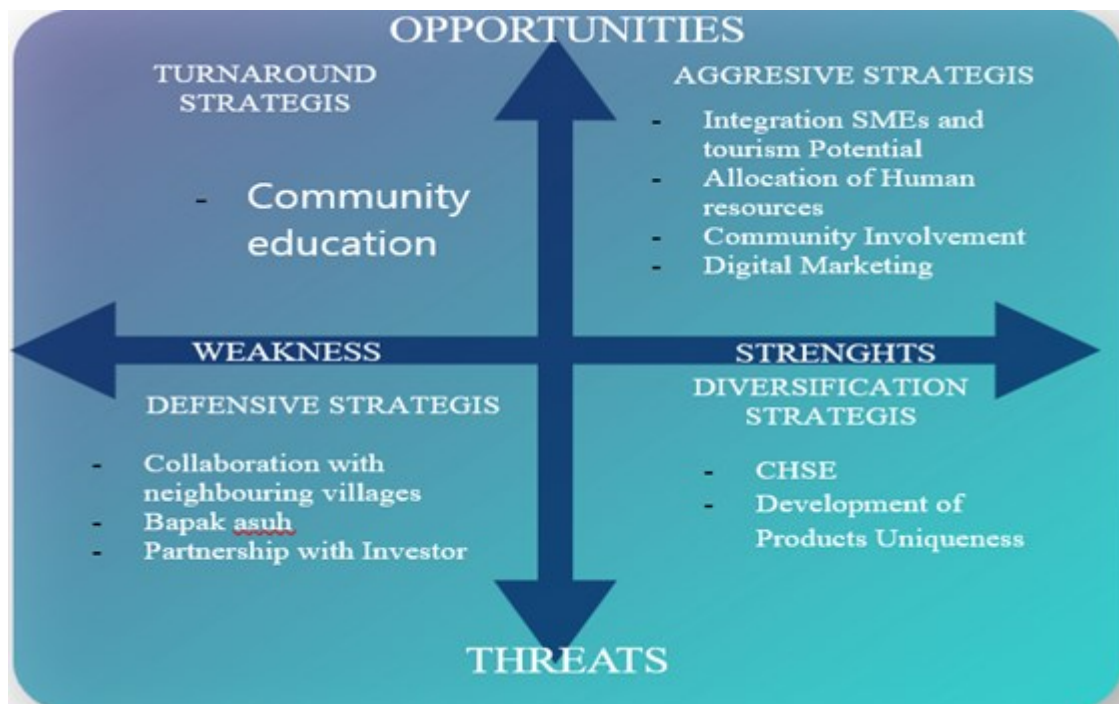 OPPORTUNITIES
TURNAROUND
STRATEGIS
- Community
education
AGGRESIVE STRATEGIS
- Integration SMEs and
tourism Potential
- Allocation of Human
resources
- Community Involvement
- Digital Marketing
WEAKNESS
STRENGHTS
DEFENSIVE STRATEGIS
- Collaboration with
neighbouring villages
- Bapak asuh
- Partnership with Investor
DIVERSIFICATION
STRATEGIS
- CHSE
- Development of
Products Uniqueness
THREATS